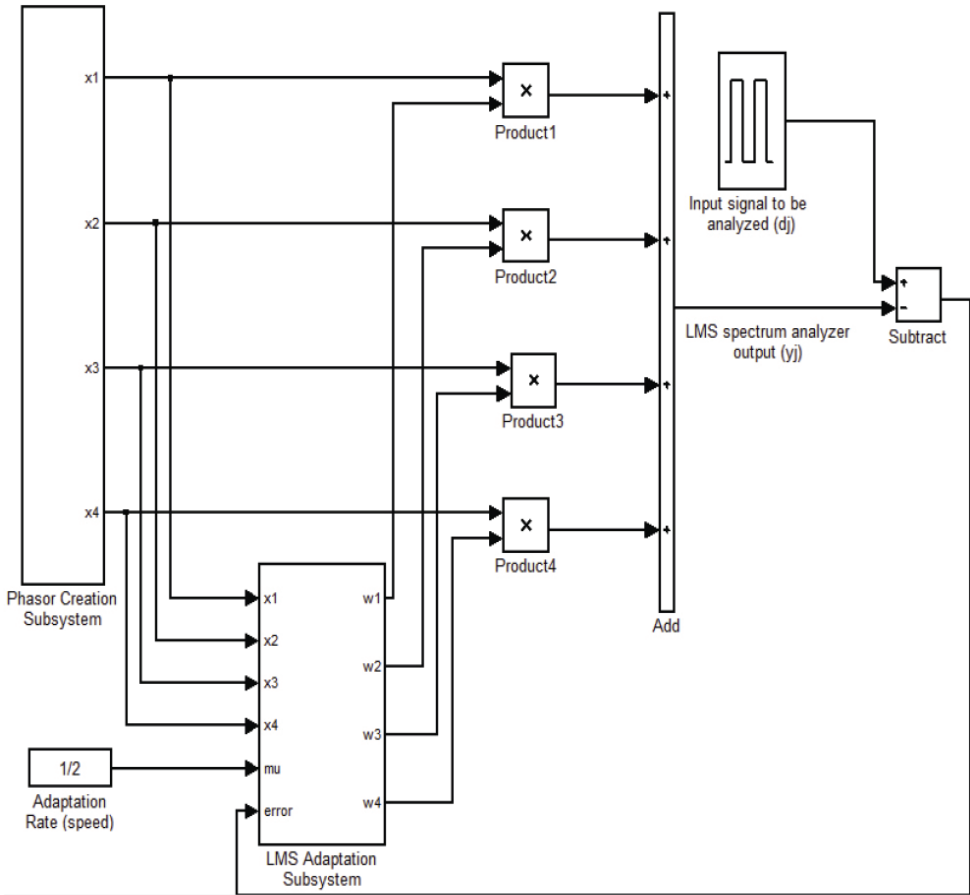 x1
x2
x3
x4
Phasor Creation
Subsystem
×
Product1
×
Product2
×
Product3
×
Product4
+
+
+
+
Add
Input signal to be
analyzed (dj)
LMS spectrum analyzer
output (yj)
+
−
Subtract
x1
x2
x3
x4
mu
error
w1
w2
w3
w4
LMS Adaptation
Subsystem
1/2
Adaptation
Rate (speed)